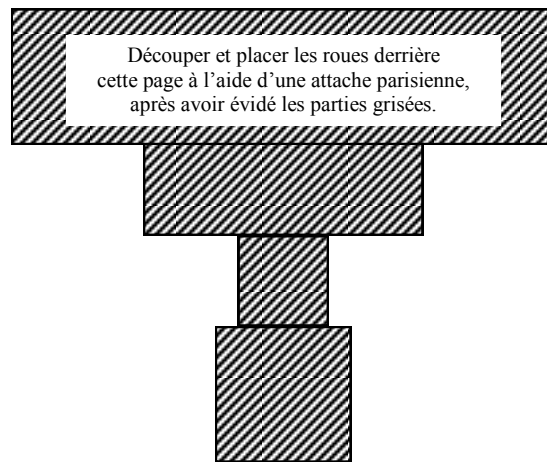 Découper et placer les roues derrière
cette page à l’aide d’une attache parisienne,
après avoir évidé les parties grisées.